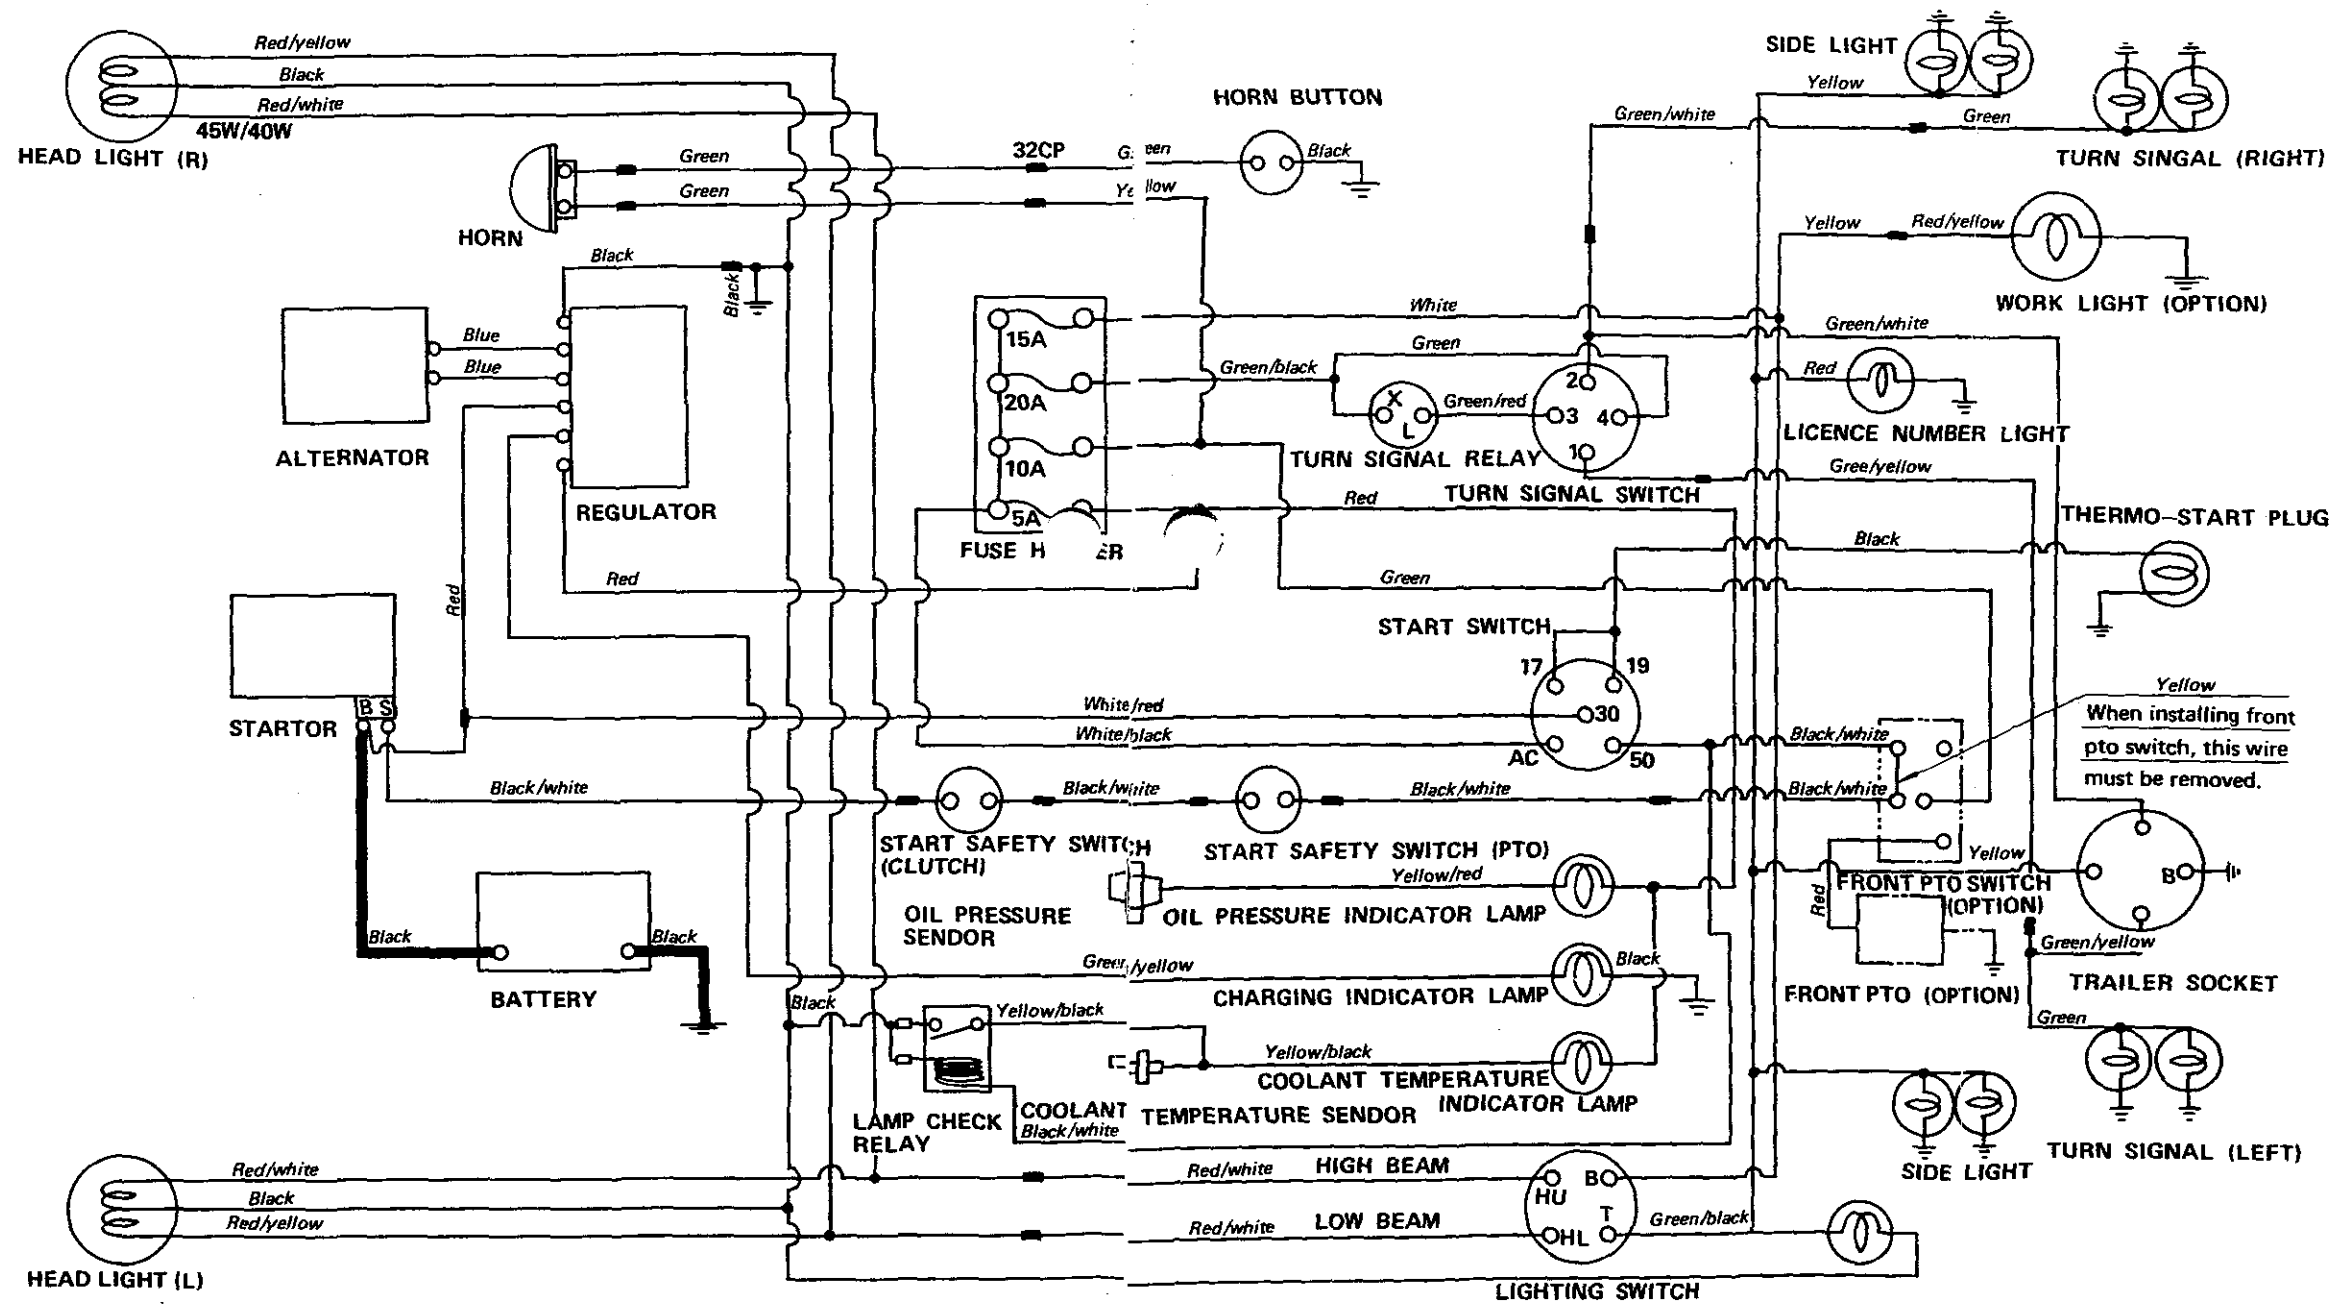 Red/yellow
Black
Red/white
45W/40W
HEAD LIGHT (R)
HORN
Green
Green
32CP
Yellow
HORN BUTTON
Black
SIDE LIGHT
Yellow
Green/white
Green
TURN SINGAL (RIGHT)
Yellow
Red/yellow
WORK LIGHT (OPTION)
Black
Black
ALTERNATOR
Blue
Blue
REGULATOR
Red
Red
15A
20A
10A
5A
FUSE H
ER
White
Green/black
Green
Green/white
X
L
Green/red
TURN SIGNAL RELAY
2
3
4
1
TURN SIGNAL SWITCH
Red
LICENCE NUMBER LIGHT
Gree/yellow
Red
THERMO-START PLUG
Black
Green
START SWITCH
17
19
30
AC
50
White/red
White/black
STARTOR
B
S
Black/white
Black/white
Black/white
START SAFETY SWITCH
(CLUTCH)
START SAFETY SWITCH (PTO)
Black/white
Black/white
Yellow
When installing front
pto switch, this wire
must be removed.
FRONT PTO SWITCH
(OPTION)
Red
FRONT PTO (OPTION)
Yellow
B
Green/yellow
TRAILER SOCKET
BATTERY
Black
Black
OIL PRESSURE
SENDOR
Yellow/red
OIL PRESSURE INDICATOR LAMP
Green/yellow
Black
CHARGING INDICATOR LAMP
Black
Yellow/black
Yellow/black
LAMP CHECK
RELAY
COOLANT
TEMPERATURE SENDOR
Black/white
COOLANT TEMPERATURE
INDICATOR LAMP
Green
TURN SIGNAL (LEFT)
SIDE LIGHT
Red/white
Black
Red/yellow
HEAD LIGHT (L)
Red/white
HIGH BEAM
Red/white
LOW BEAM
HU
B
T
HL
Green/black
LIGHTING SWITCH